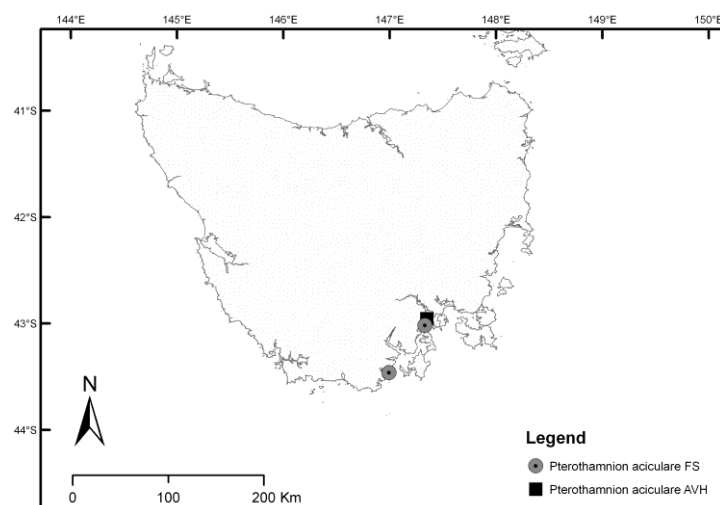 144°E 145°E 146°E 147°E 148°E 149°E 150°E
41°S
42°S
43°S
44°S
N
0 100 200 Km
Legend
Pterothamnion aciculare FS
Pterothamnion aciculare AVH